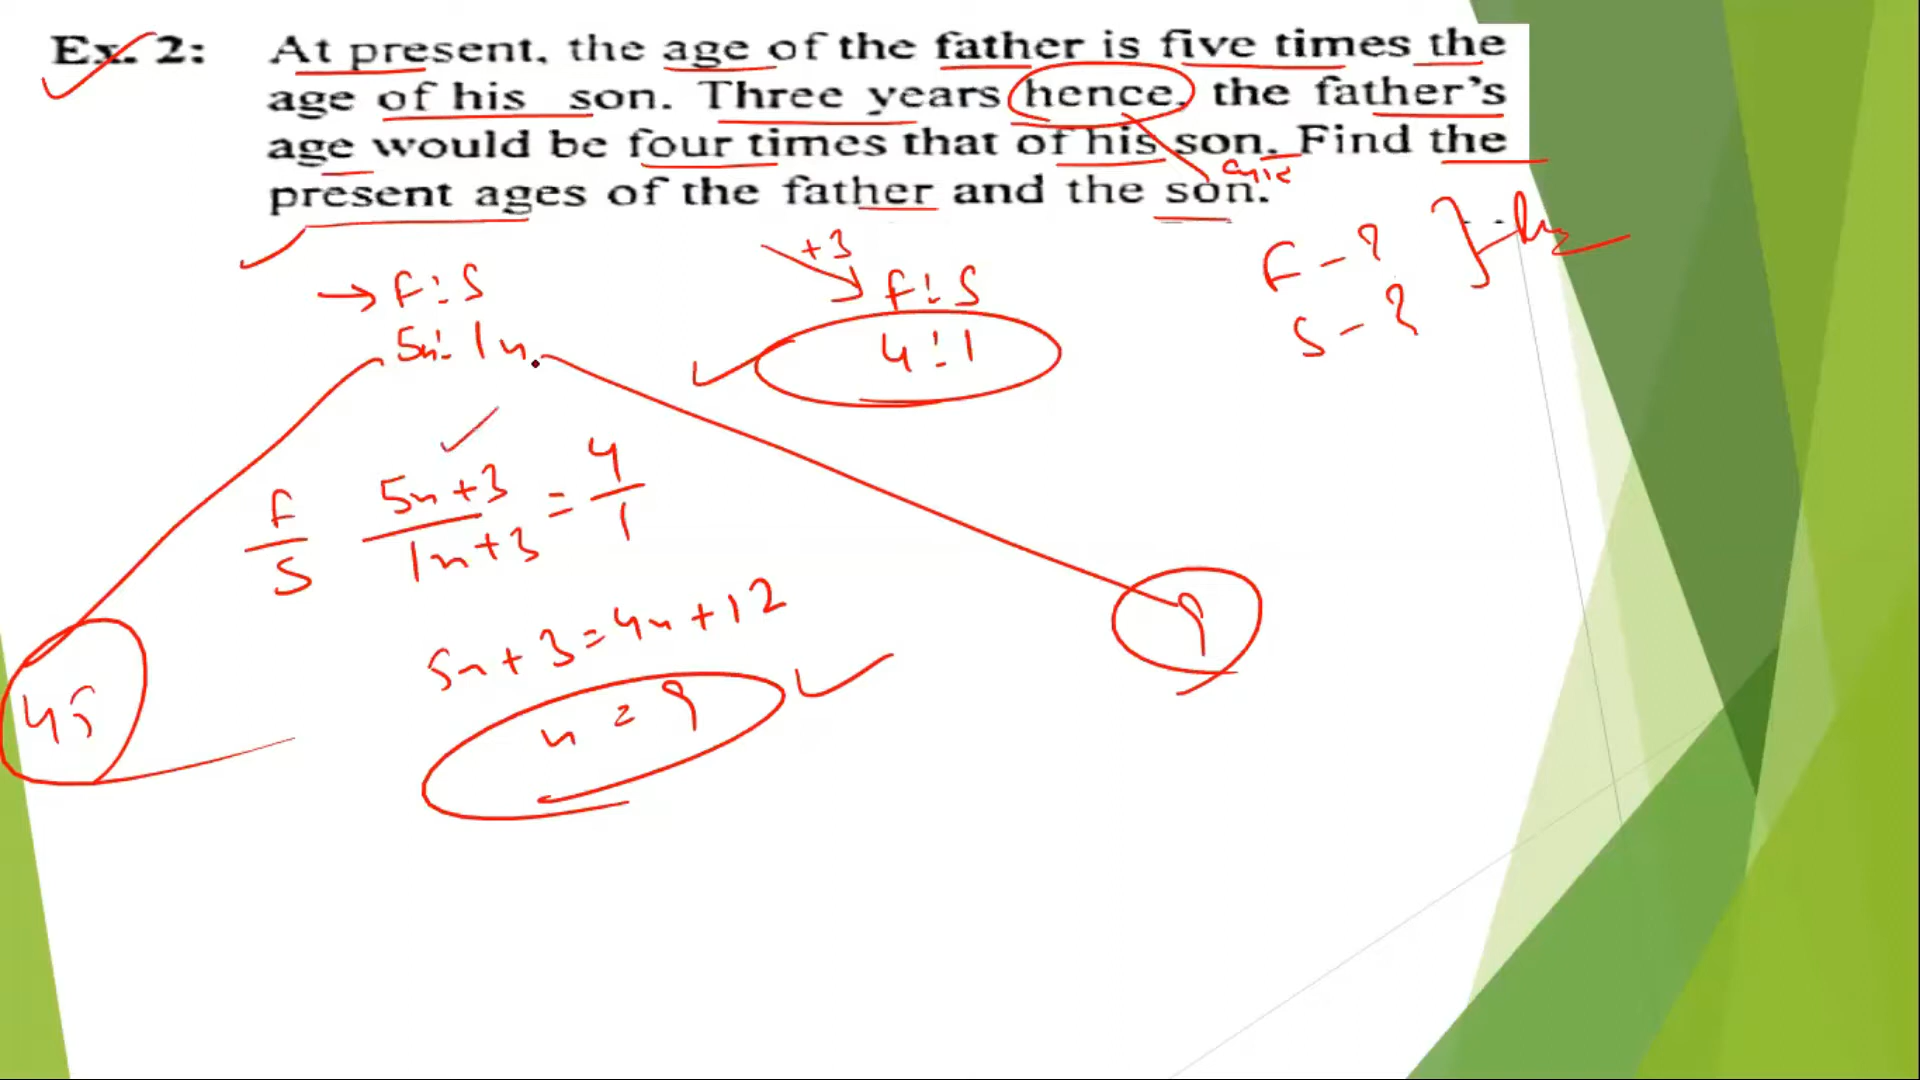 Ex. 2: At present, the age of the father is five times the
age of his son. Three years hence, the father's
age would be four times that of his son. Find the
present ages of the father and the son.
+3
→ F : S
F : S
F - ?
5x : 1x
4 : 1
S - ?
F/S (5x+3)/(1x+3) = 4/1
5x + 3 = 4x + 12
9
45
x = 9